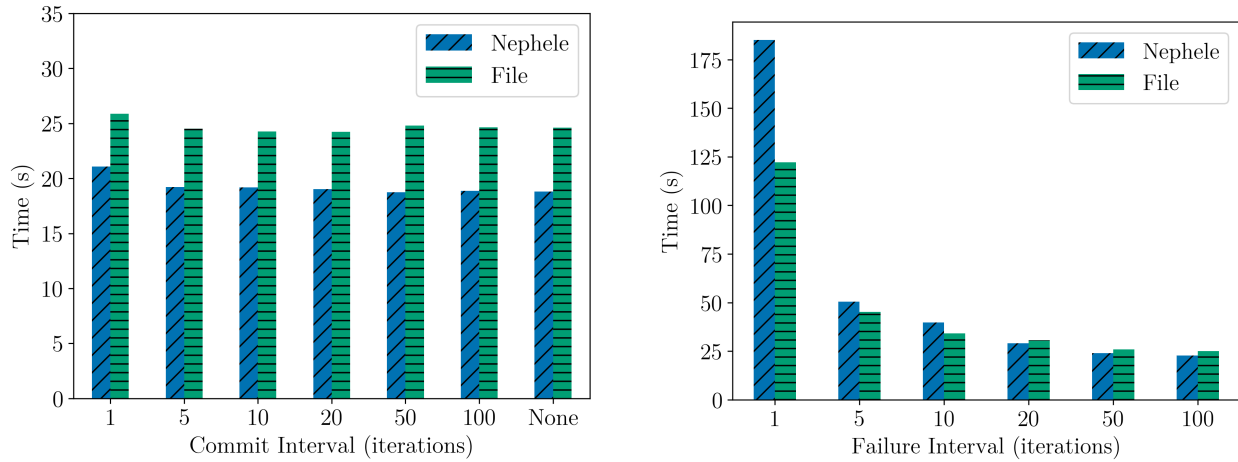 35
30
25
20
15
10
5
0
Time (s)
Nephele
File
1 5 10 20 50 100 None
Commit Interval (iterations)
175
150
125
100
75
50
25
0
Time (s)
Nephele
File
1 5 10 20 50 100
Failure Interval (iterations)